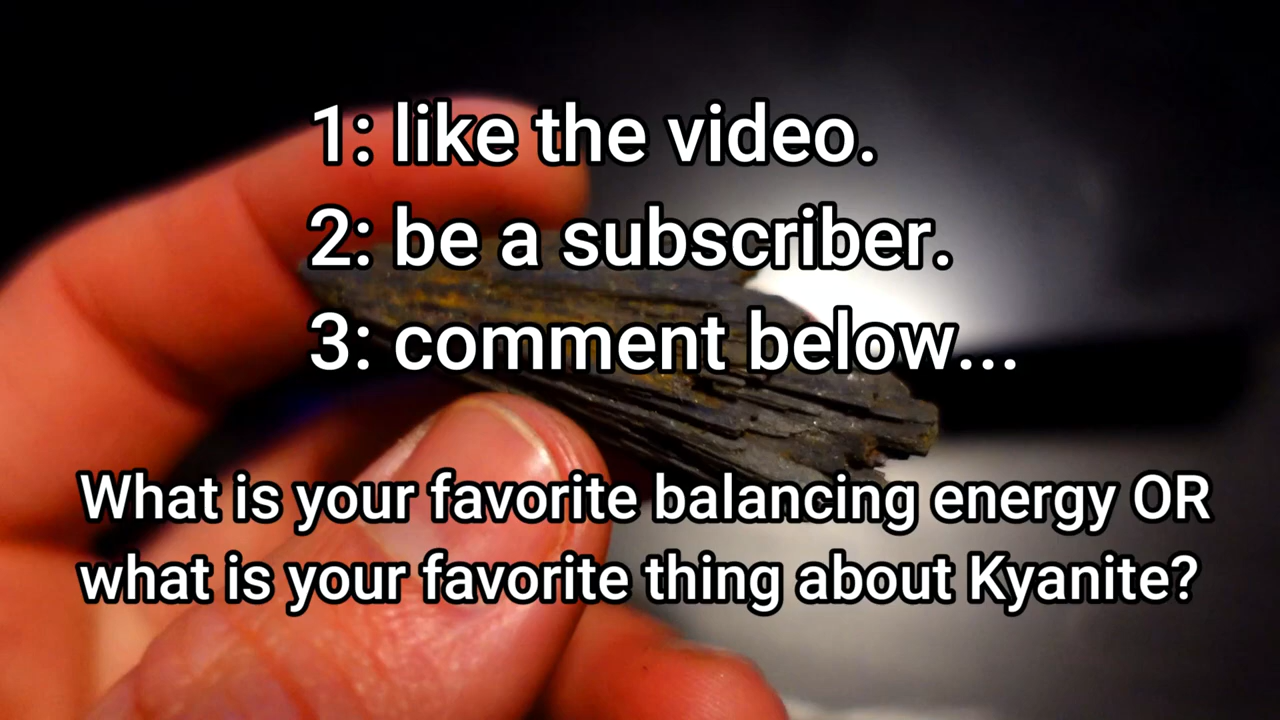 1: like the video.
2: be a subscriber.
3: comment below...
What is your favorite balancing energy OR
what is your favorite thing about Kyanite?